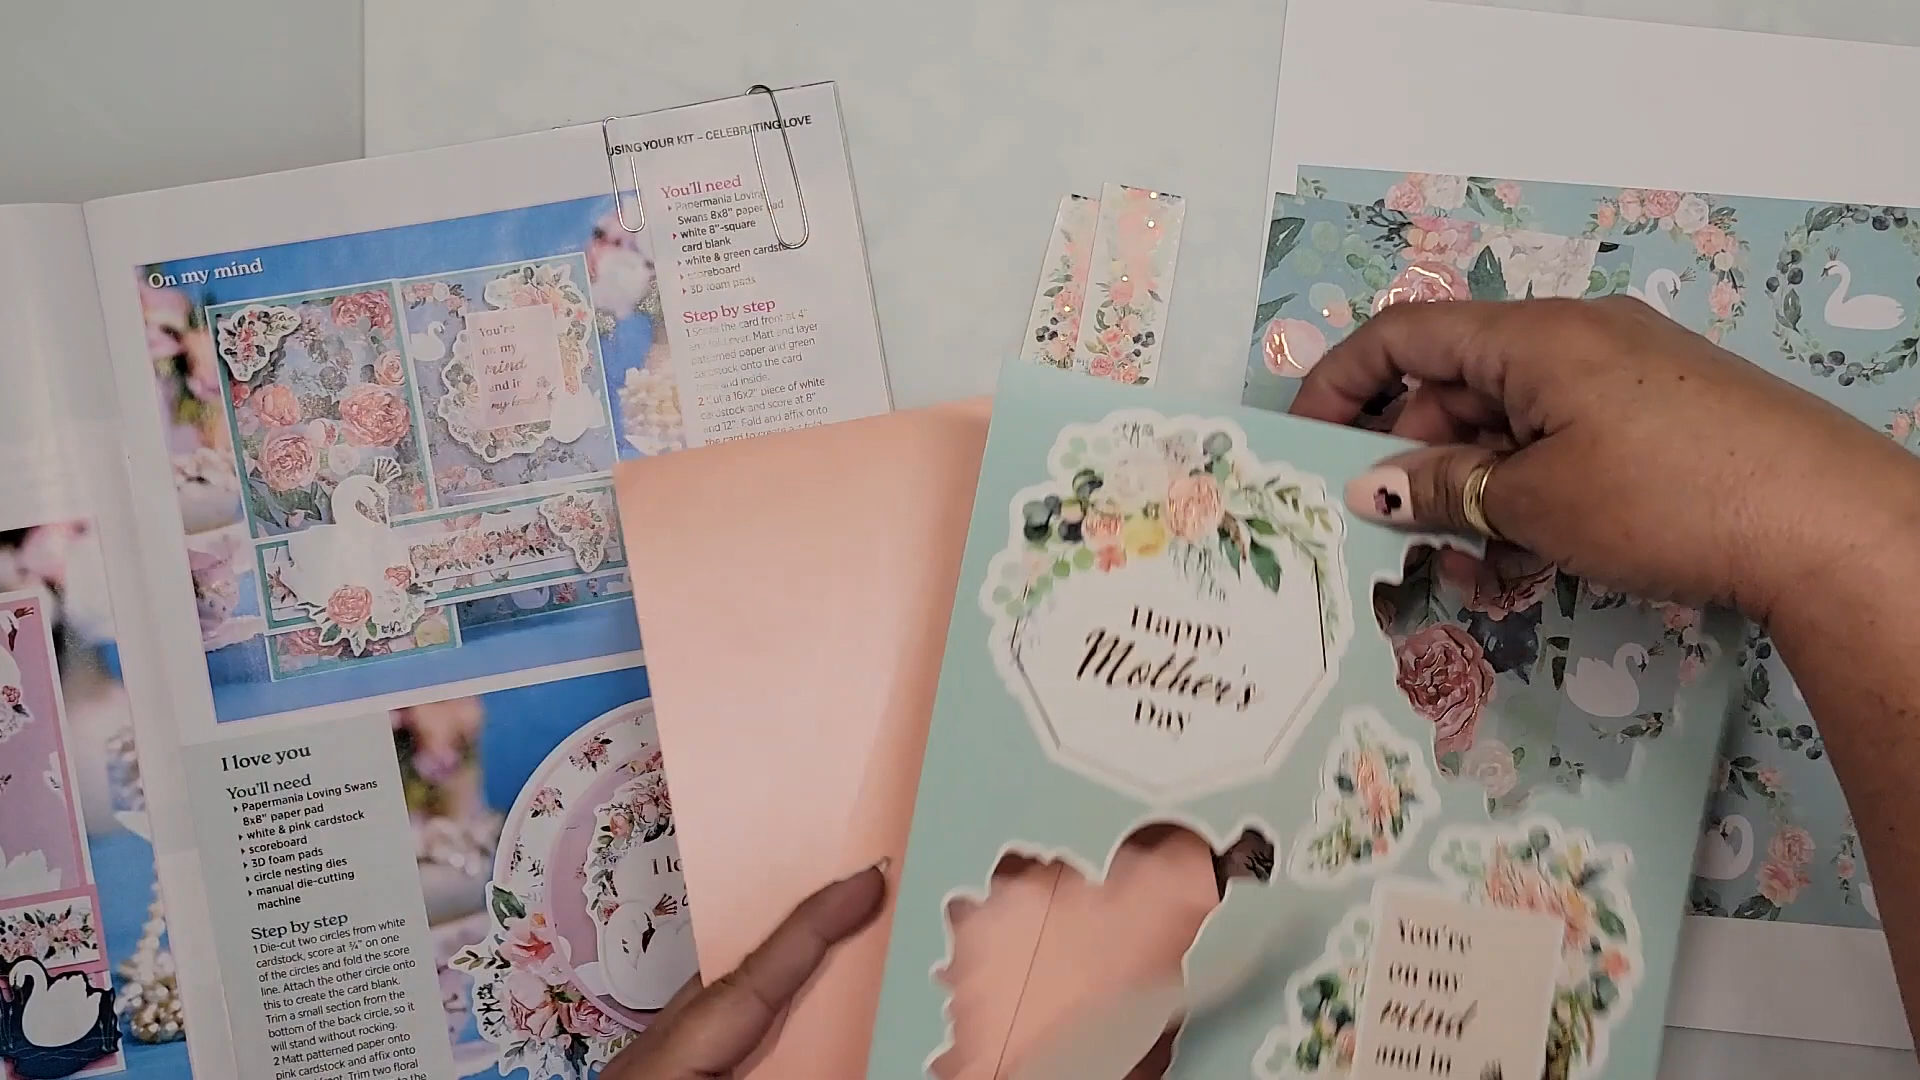 USING YOUR KIT – CELEBRATING LOVE
On my mind
You're
on my
mind
and in
my heart
You'll need
Papermania Loving
Swans 8x8" paper pad
white 8"-square
card blank
white & green cardstock
scoreboard
3D foam pads
Step by step
1 Score the card front at 4"
and fold over. Matt and layer
patterned paper and green
cardstock onto the card
and inside.
2 Cut a 16x2" piece of white
cardstock and score at 8"
and 12". Fold and affix onto
the card to create a
I love you
You'll need
Papermania Loving Swans
8x8" paper pad
white & pink cardstock
scoreboard
3D foam pads
circle nesting dies
manual die-cutting
machine
Step by step
1 Die-cut two circles from white
cardstock, score at ¾" on one
of the circles and fold the score
line. Attach the other circle onto
this to create the card blank.
Trim a small section from the
bottom of the back circle, so it
will stand without rocking.
2 Matt patterned paper onto
pink cardstock and affix onto
Trim two floral
I
Happy
Mother's
Day
You're
on my
mind
and in